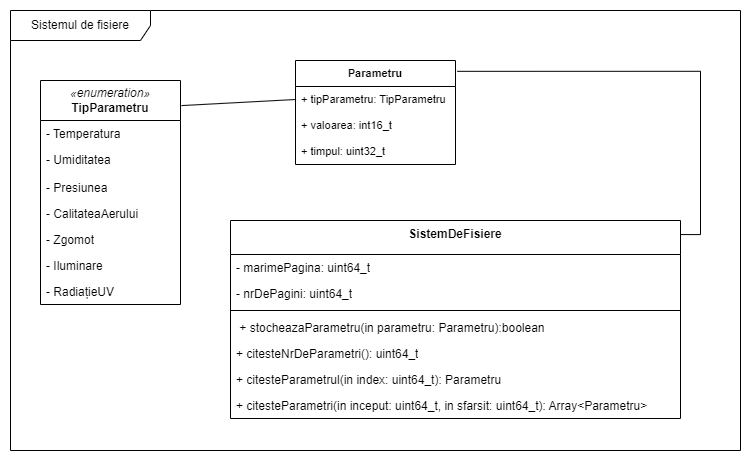 Sistemul de fisiere
«enumeration»
TipParametru
- Temperatura
- Umiditatea
- Presiunea
- CalitateaAerului
- Zgomot
- Iluminare
- RadiațieUV
Parametru
+ tipParametru: TipParametru
+ valoarea: int16_t
+ timpul: uint32_t
SistemDeFisiere
- marimePagina: uint64_t
- nrDePagini: uint64_t
+ stocheazaParametru(in parametru: Parametru):boolean
+ citesteNrDeParametri(): uint64_t
+ citesteParametrul(in index: uint64_t): Parametru
+ citesteParametri(in inceput: uint64_t, in sfarsit: uint64_t): Array<Parametru>